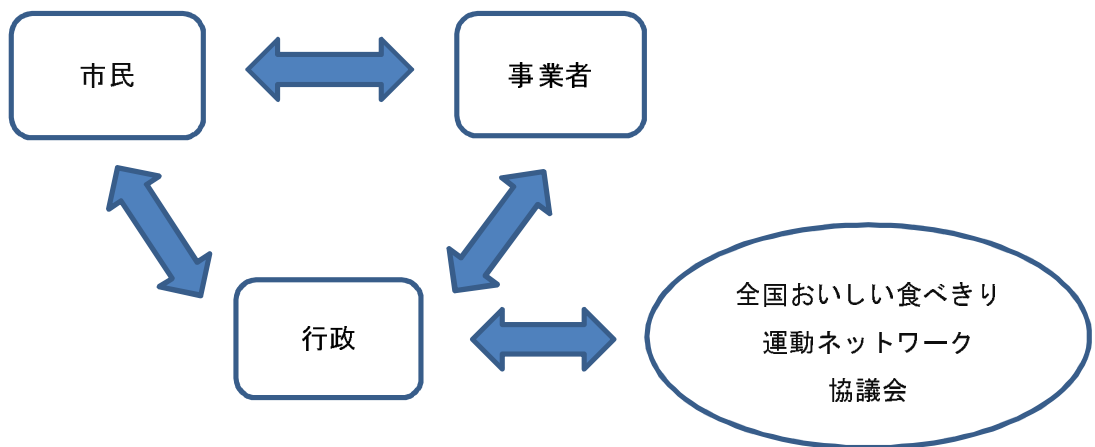 市民
事業者
行政
全国おいしい食べきり
運動ネットワーク
協議会